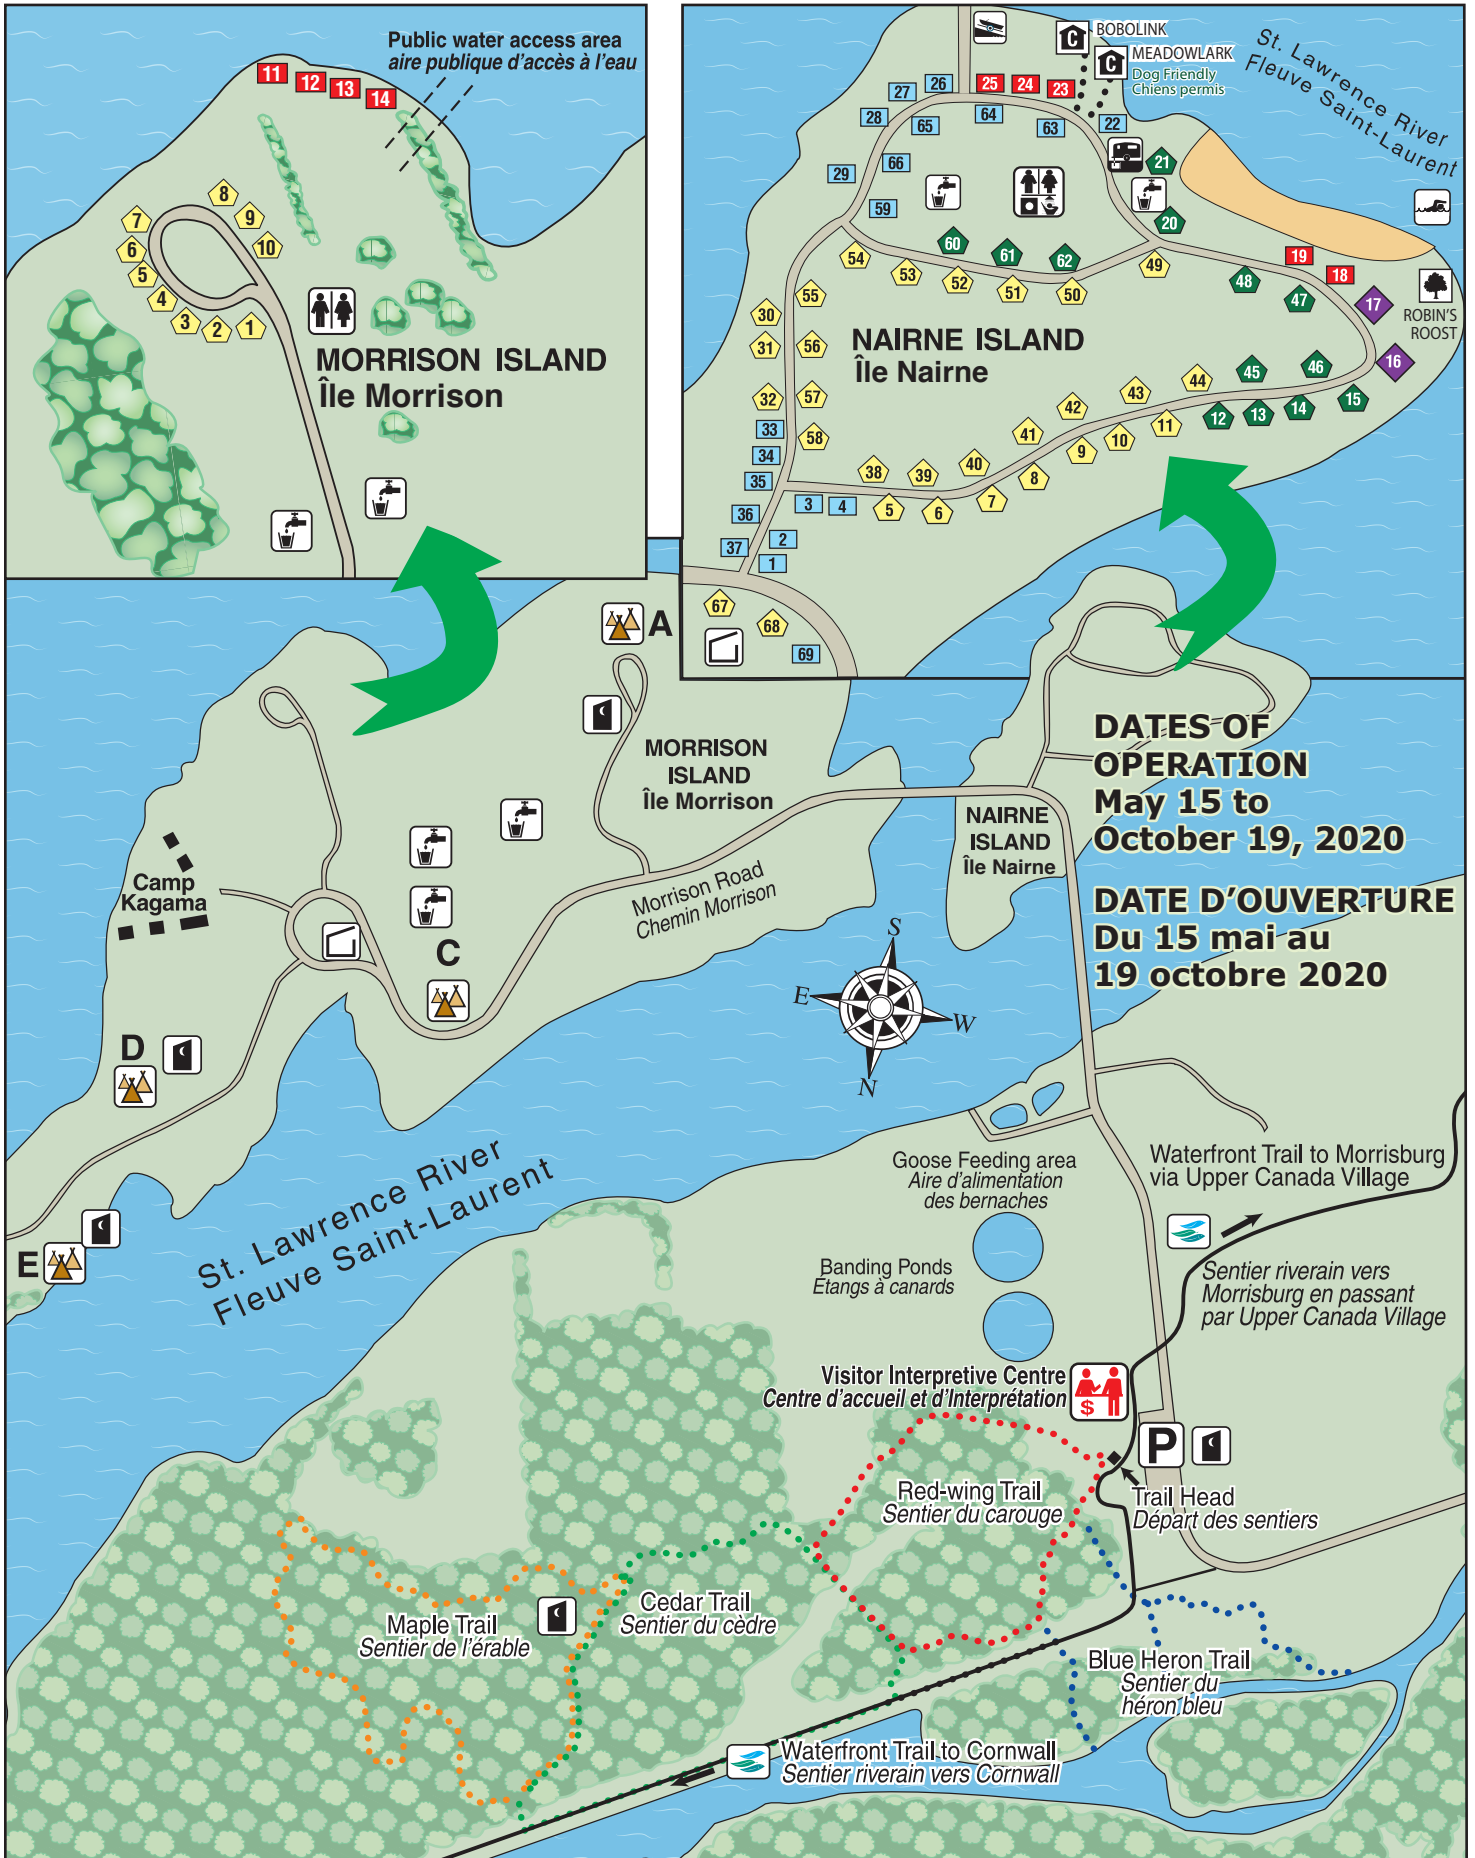 Public water access area
aire publique d'accès à l'eau
11
12
13
14
8
7
9
6
10
5
4
3
2
1
MORRISON ISLAND
Île Morrison
C
BOBOLINK
C
MEADOWLARK
Dog Friendly
Chiens permis
St. Lawrence River
Fleuve Saint-Laurent
27
26
25
24
23
28
65
64
63
22
29
66
21
59
20
60
61
62
54
53
52
51
50
49
48
19
18
47
17
ROBIN'S
ROOST
16
55
30
31
56
NAIRNE ISLAND
Île Nairne
32
57
33
58
34
35
36
37
38
39
40
41
42
43
44
45
46
3
4
5
6
7
8
9
10
11
12
13
14
15
2
1
67
68
69
A
MORRISON
ISLAND
Île Morrison
NAIRNE
ISLAND
Île Nairne
DATES OF
OPERATION
May 15 to
October 19, 2020
DATE D'OUVERTURE
Du 15 mai au
19 octobre 2020
Camp
Kagama
Morrison Road
Chemin Morrison
C
S
E
W
N
D
E
St. Lawrence River
Fleuve Saint-Laurent
Goose Feeding area
Aire d'alimentation
des bernaches
Waterfront Trail to Morrisburg
via Upper Canada Village
Banding Ponds
Étangs à canards
Sentier riverain vers
Morrisburg en passant
par Upper Canada Village
Visitor Interpretive Centre
Centre d'accueil et d'Interprétation
$
P
Red-wing Trail
Sentier du carouge
Trail Head
Départ des sentiers
Cedar Trail
Sentier du cèdre
Maple Trail
Sentier de l'érable
Blue Heron Trail
Sentier du
héron bleu
Waterfront Trail to Cornwall
Sentier riverain vers Cornwall